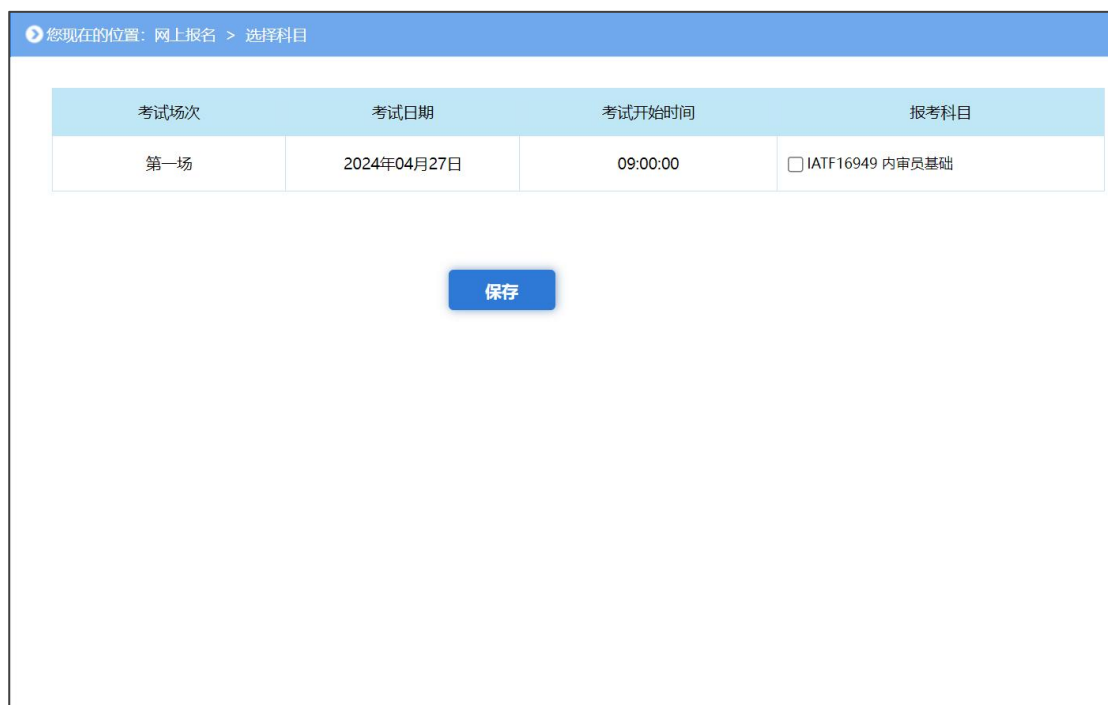 您现在的位置：网上报名 > 选择科目
考试场次 考试日期 考试开始时间 报考科目
第一场 2024年04月27日 09:00:00 IATF16949 内审员基础
保存